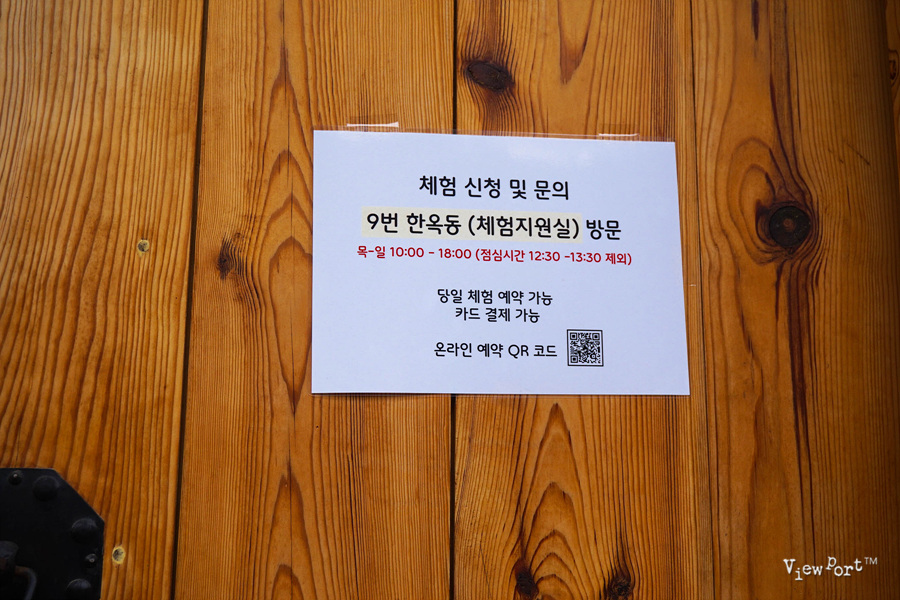 체험 신청 및 문의
9번 한옥동 (체험지원실) 방문
목-일 10:00 - 18:00 (점심시간 12:30 -13:30 제외)
당일 체험 예약 가능
카드 결제 가능
온라인 예약 QR 코드
View Port™